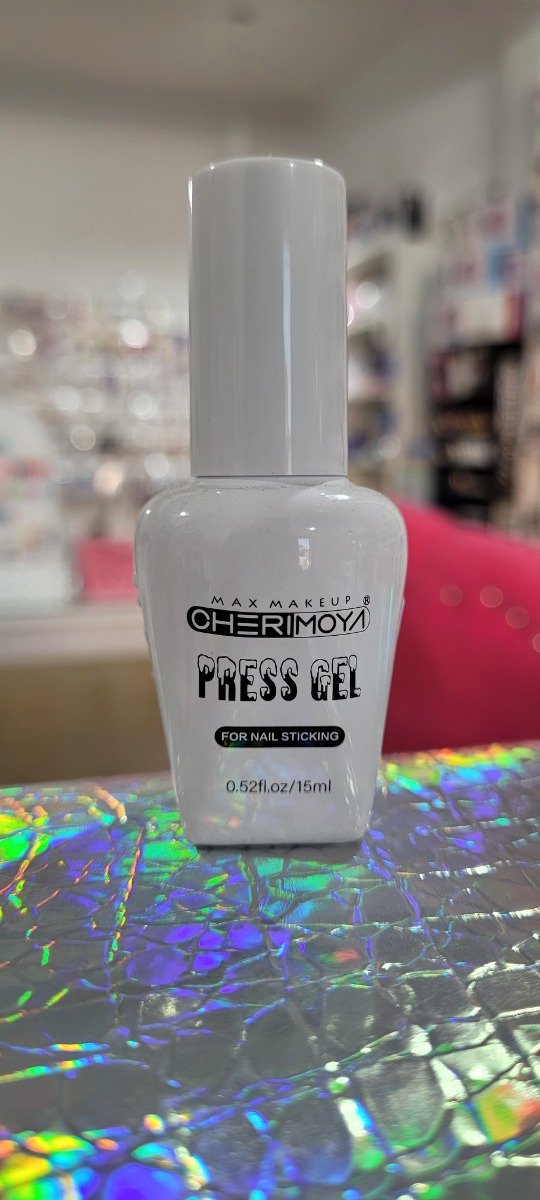 MAX MAKEUP
CHERIMOYA®
PRESS GEL
FOR NAIL STICKING
0.52fl.oz/15ml